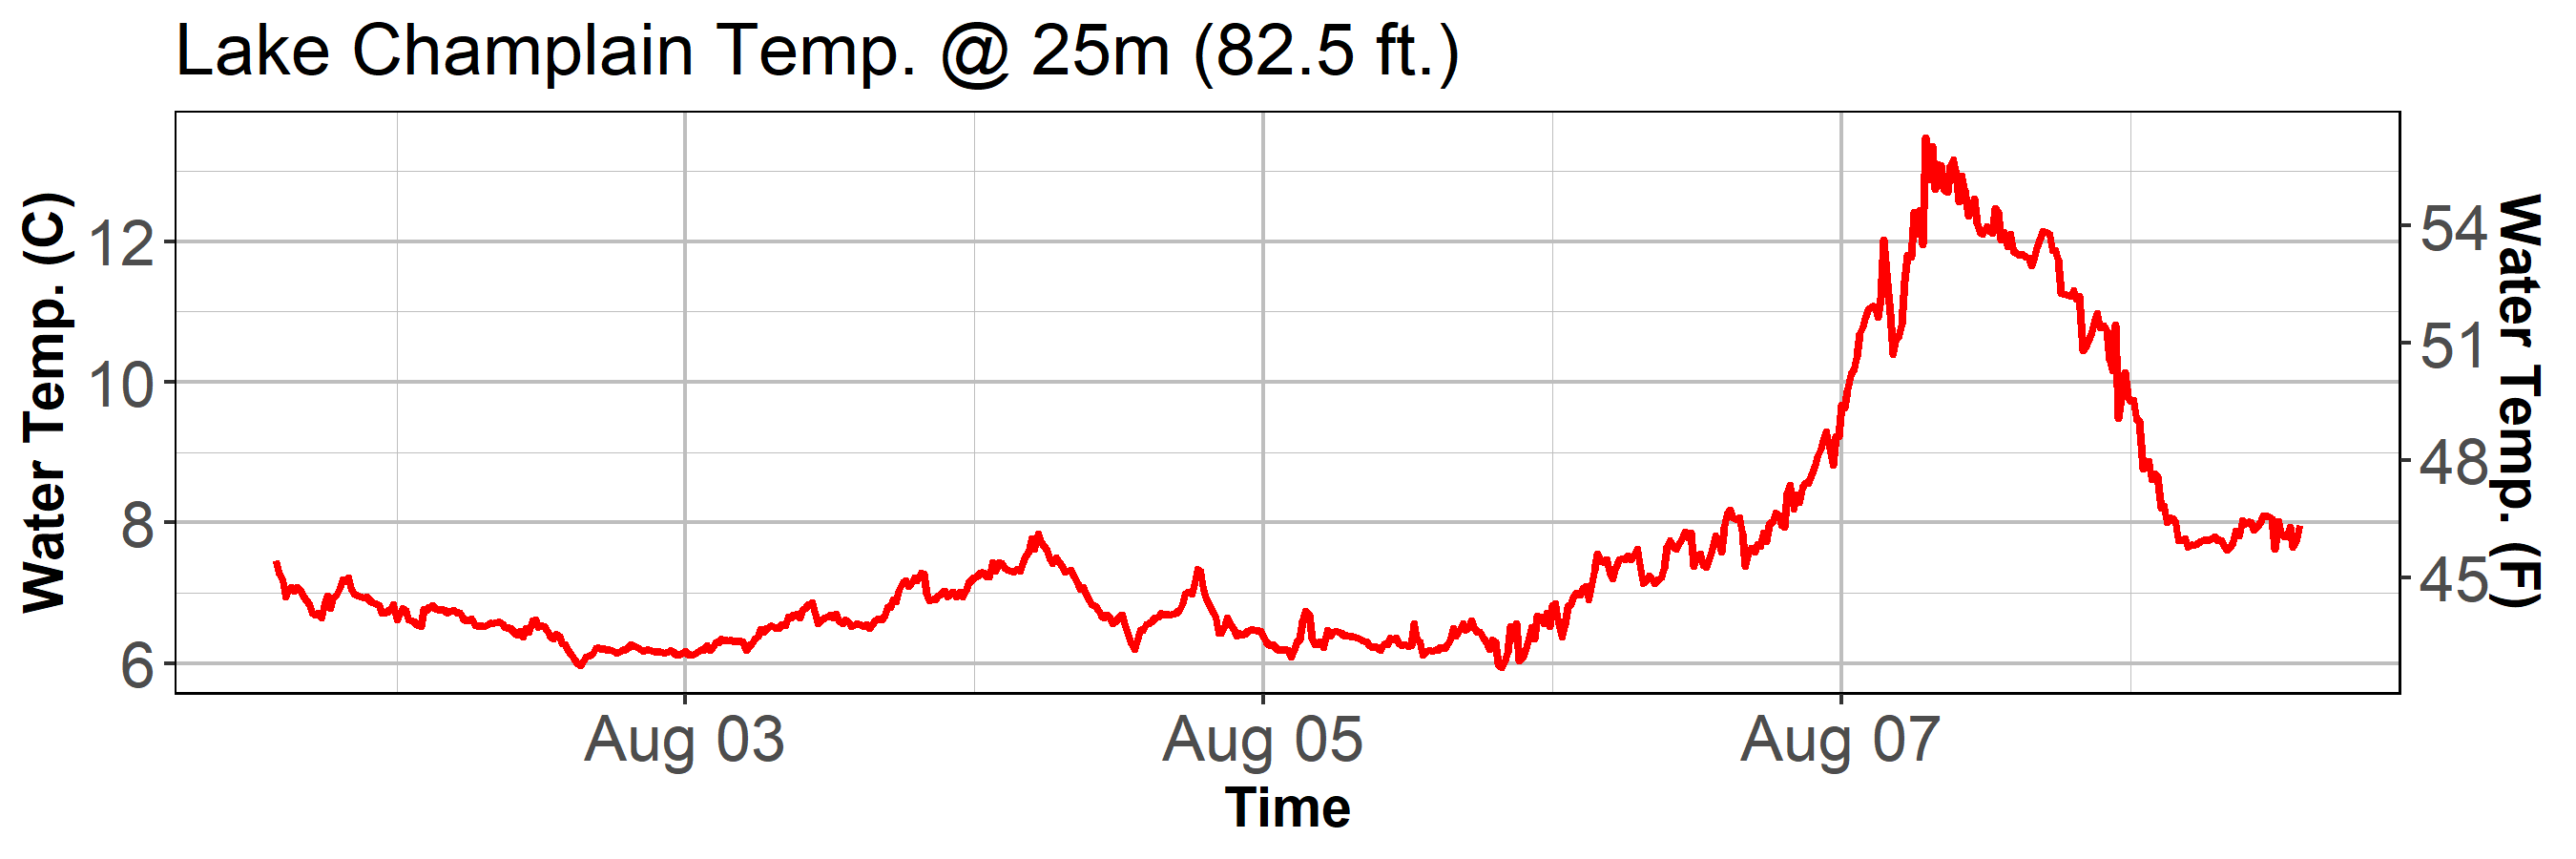 Lake Champlain Temp. @ 25m (82.5 ft.)
Water Temp. (C)
12
10
8
6
54
51
48
45
Water Temp. (F)
Aug 03
Aug 05
Aug 07
Time